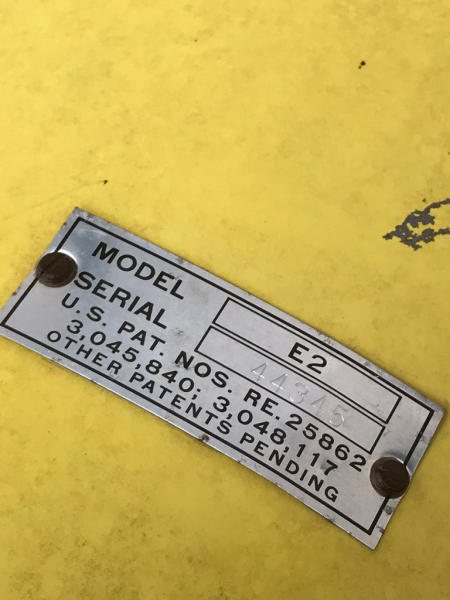 MODEL E2
SERIAL 44345
U.S. PAT. NOS. RE. 25862
3,045,840; 3,048,117
OTHER PATENTS PENDING